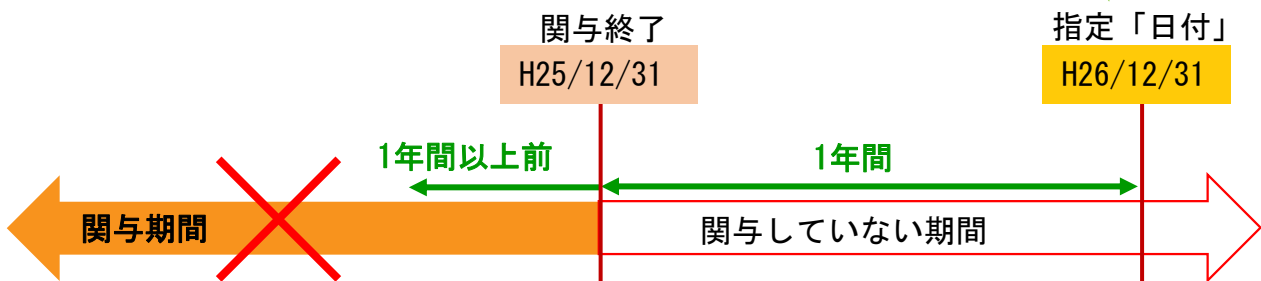 関与終了
指定「日付」
H25/12/31
H26/12/31
1年間以上前
1年間
関与期間
関与していない期間